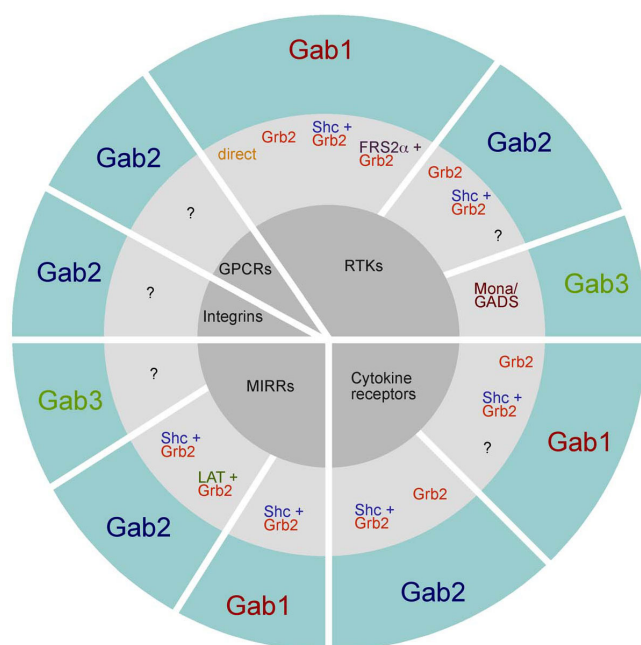 Gab1
Gab2
Gab2
Gab2
Gab3
direct
Grb2
Shc +
Grb2
FRS2α +
Grb2
Grb2
Shc +
Grb2
?
?
?
Mona/
GADS
GPCRs
RTKs
Integrins
MIRRs
Cytokine
receptors
?
Grb2
Shc +
Grb2
?
Gab3
Gab1
Shc +
Grb2
LAT +
Grb2
Shc +
Grb2
Shc +
Grb2
Grb2
Gab2
Gab1
Gab2